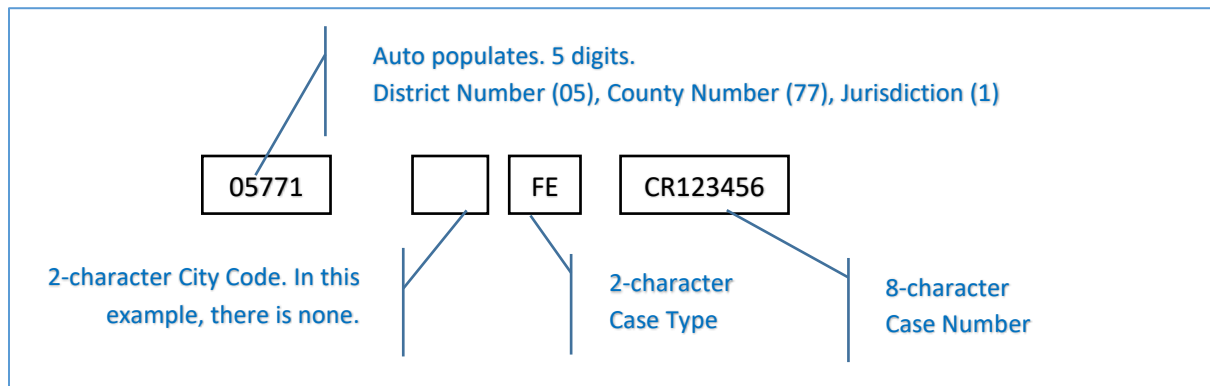 Auto populates. 5 digits.
District Number (05), County Number (77), Jurisdiction (1)
05771
FE
CR123456
2-character City Code. In this
example, there is none.
2-character
Case Type
8-character
Case Number